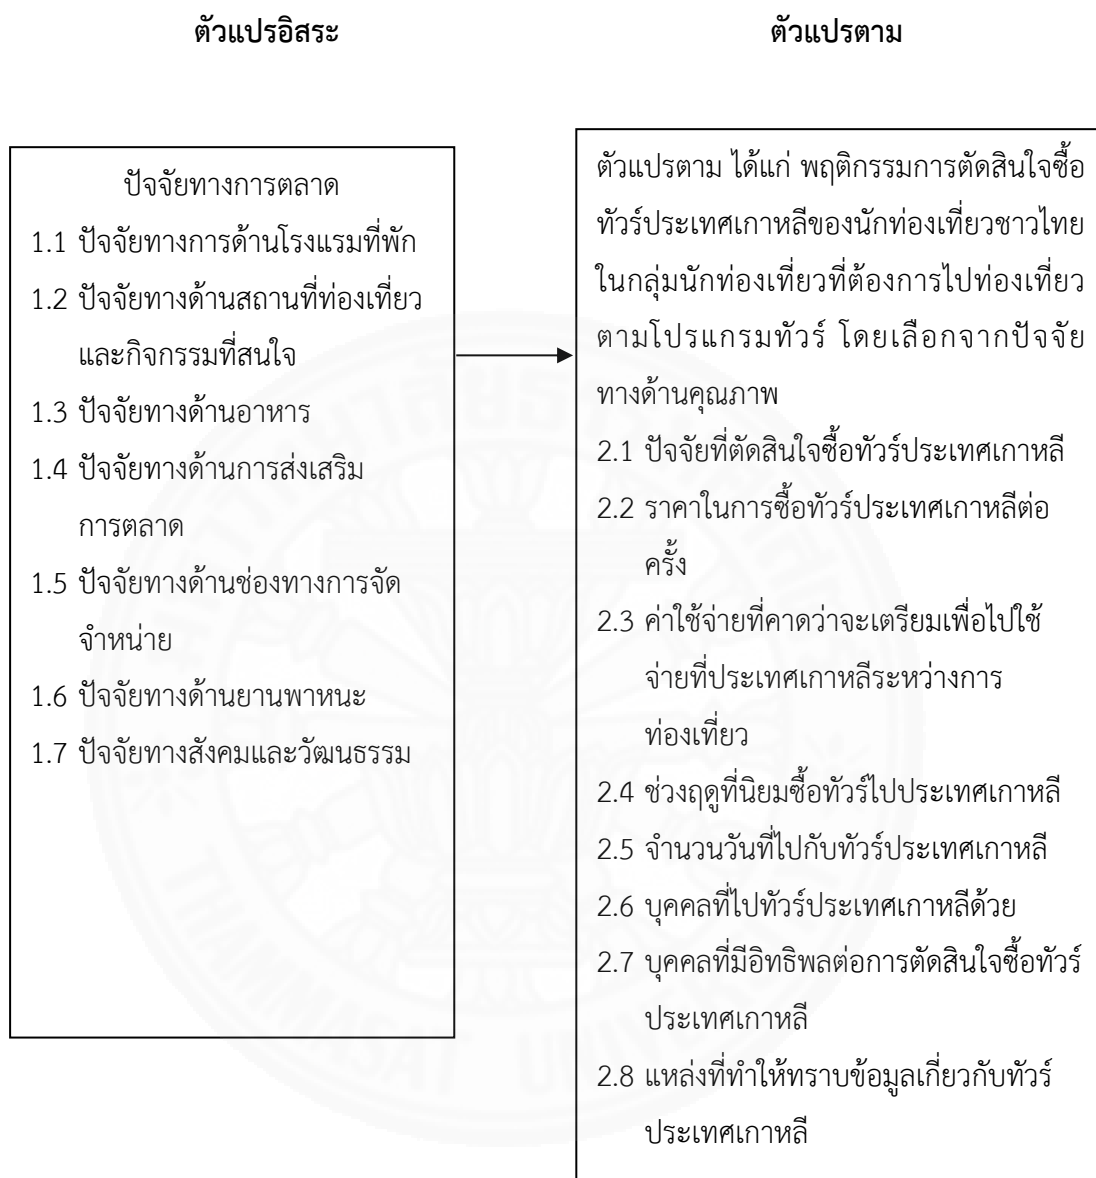 ตัวแปรอิสระ
ตัวแปรตาม
ปัจจัยทางการตลาด
1.1 ปัจจัยทางการด้านโรงแรมที่พัก
1.2 ปัจจัยทางด้านสถานที่ท่องเที่ยว
และกิจกรรมที่สนใจ
1.3 ปัจจัยทางด้านอาหาร
1.4 ปัจจัยทางด้านการส่งเสริม
การตลาด
1.5 ปัจจัยทางด้านช่องทางการจัด
จำหน่าย
1.6 ปัจจัยทางด้านยานพาหนะ
1.7 ปัจจัยทางสังคมและวัฒนธรรม
ตัวแปรตาม ได้แก่ พฤติกรรมการตัดสินใจซื้อ
ทัวร์ประเทศเกาหลีของนักท่องเที่ยวชาวไทย
ในกลุ่มนักท่องเที่ยวที่ต้องการไปท่องเที่ยว
ตามโปรแกรมทัวร์ โดยเลือกจากปัจจัย
ทางด้านคุณภาพ
2.1 ปัจจัยที่ตัดสินใจซื้อทัวร์ประเทศเกาหลี
2.2 ราคาในการซื้อทัวร์ประเทศเกาหลีต่อ
ครั้ง
2.3 ค่าใช้จ่ายที่คาดว่าจะเตรียมเพื่อไปใช้
จ่ายที่ประเทศเกาหลีระหว่างการ
ท่องเที่ยว
2.4 ช่วงฤดูที่นิยมซื้อทัวร์ไปประเทศเกาหลี
2.5 จำนวนวันที่ไปกับทัวร์ประเทศเกาหลี
2.6 บุคคลที่ไปทัวร์ประเทศเกาหลีด้วย
2.7 บุคคลที่มีอิทธิพลต่อการตัดสินใจซื้อทัวร์
ประเทศเกาหลี
2.8 แหล่งที่ทำให้ทราบข้อมูลเกี่ยวกับทัวร์
ประเทศเกาหลี
THAMMASAT UNIVERSITY